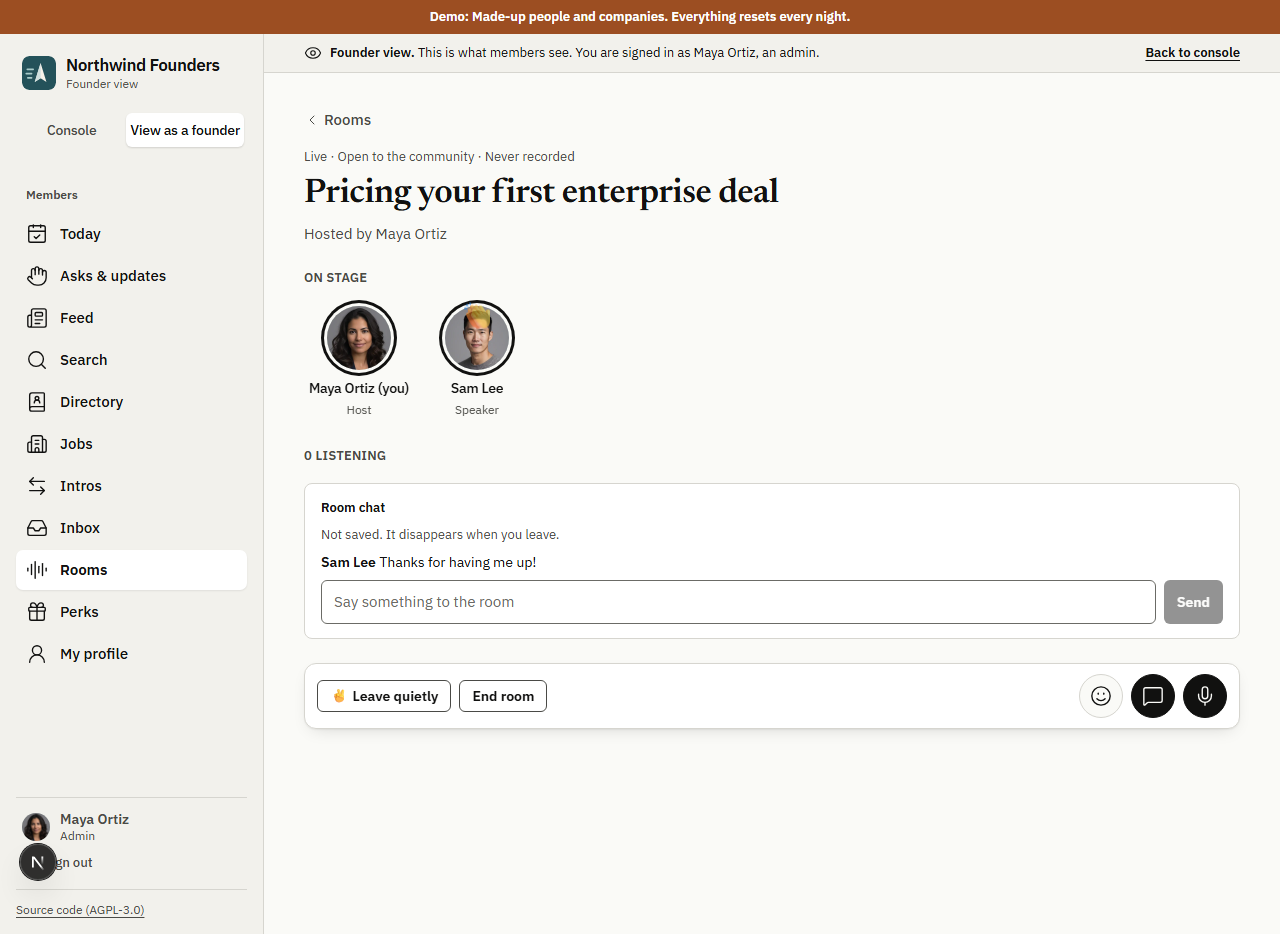 Demo: Made-up people and companies. Everything resets every night.
Northwind Founders
Founder view
Console
View as a founder
Members
Today
Asks & updates
Feed
Search
Directory
Jobs
Intros
Inbox
Rooms
Perks
My profile
Maya Ortiz
Admin
gn out
Source code (AGPL-3.0)
Founder view. This is what members see. You are signed in as Maya Ortiz, an admin.
Back to console
Rooms
Live · Open to the community · Never recorded
Pricing your first enterprise deal
Hosted by Maya Ortiz
ON STAGE
Maya Ortiz (you)
Host
Sam Lee
Speaker
0 LISTENING
Room chat
Not saved. It disappears when you leave.
Sam Lee Thanks for having me up!
Say something to the room
Send
Leave quietly
End room